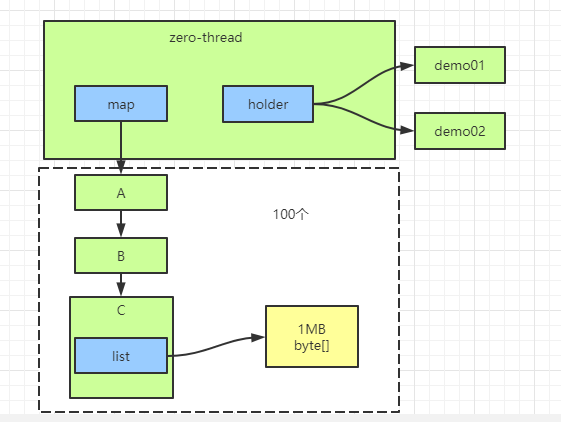 zero-thread
map
holder
demo01
demo02
A
100个
B
C
list
1MB
byte[]